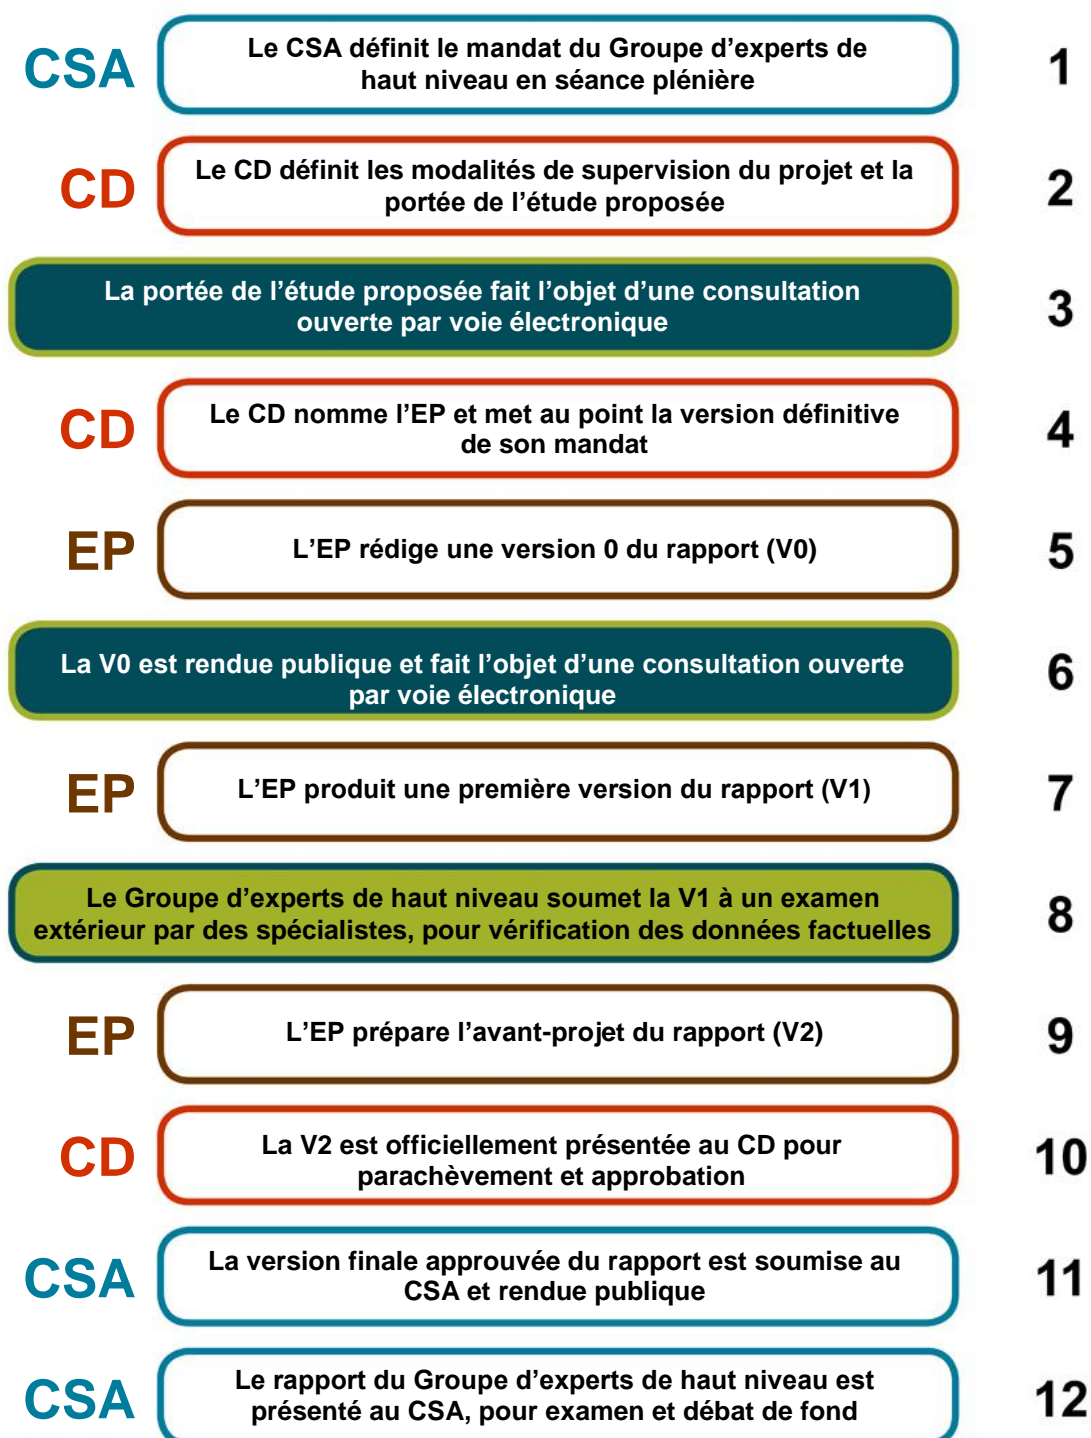 CSA
Le CSA définit le mandat du Groupe d’experts de
haut niveau en séance plénière
1
CD
Le CD définit les modalités de supervision du projet et la
portée de l’étude proposée
2
La portée de l’étude proposée fait l’objet d’une consultation
ouverte par voie électronique
3
CD
Le CD nomme l’EP et met au point la version définitive
de son mandat
4
EP
L’EP rédige une version 0 du rapport (V0)
5
La V0 est rendue publique et fait l’objet d’une consultation ouverte
par voie électronique
6
EP
L’EP produit une première version du rapport (V1)
7
Le Groupe d’experts de haut niveau soumet la V1 à un examen
extérieur par des spécialistes, pour vérification des données factuelles
8
EP
L’EP prépare l’avant-projet du rapport (V2)
9
CD
La V2 est officiellement présentée au CD pour
parachèvement et approbation
10
CSA
La version finale approuvée du rapport est soumise au
CSA et rendue publique
11
CSA
Le rapport du Groupe d’experts de haut niveau est
présenté au CSA, pour examen et débat de fond
12